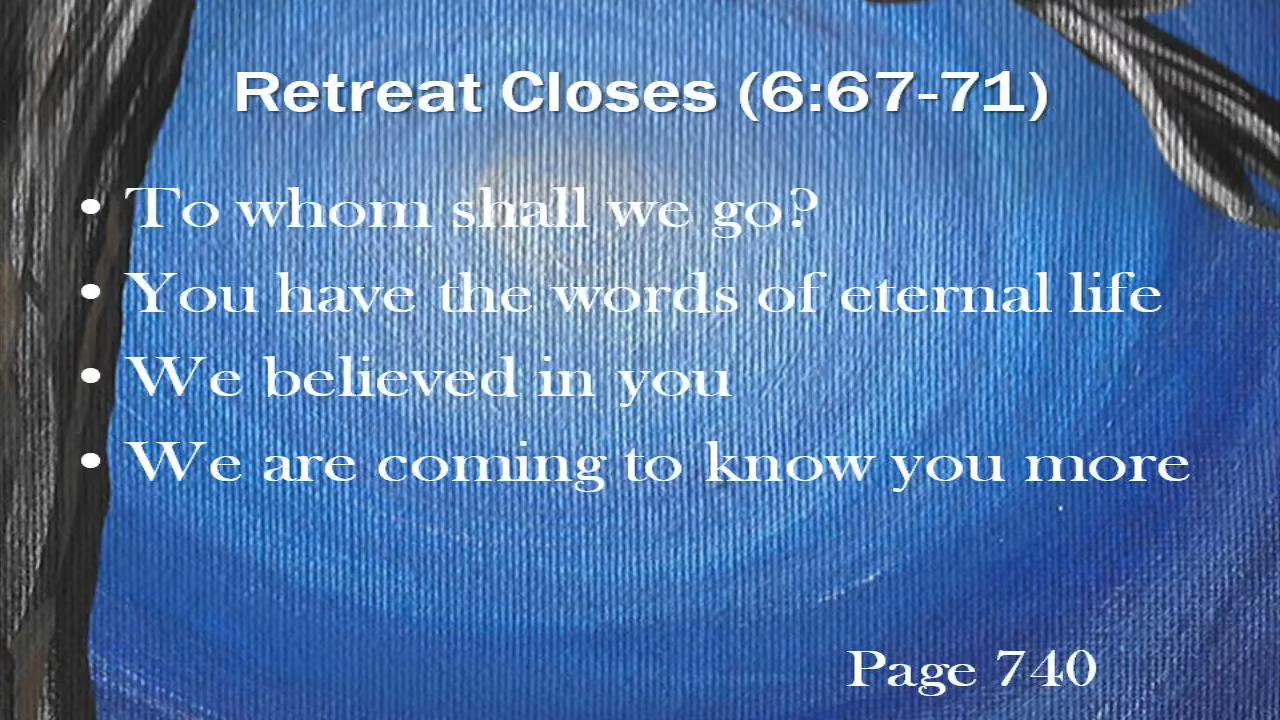 Retreat Closes (6:67-71)
• To whom shall we go?
• You have the words of eternal life
• We believed in you
• We are coming to know you more
Page 740